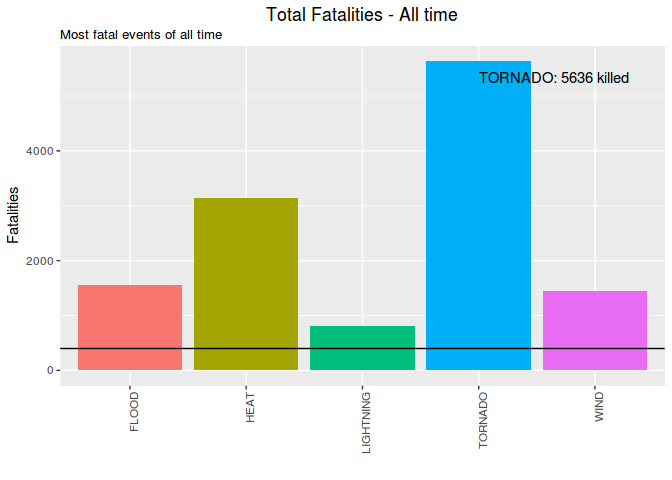 Total Fatalities - All time
Most fatal events of all time
TORNADO: 5636 killed
Fatalities
4000
2000
0
FLOOD
HEAT
LIGHTNING
TORNADO
WIND